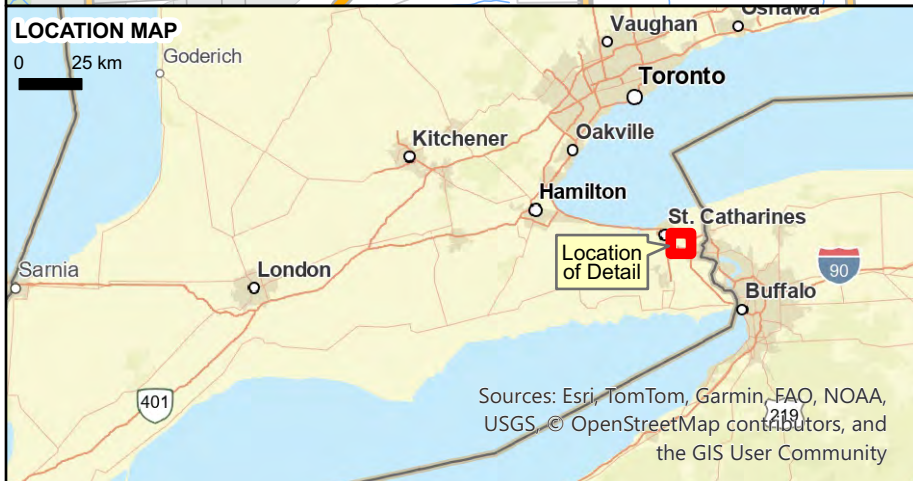 Oshawa
LOCATION MAP
Vaughan
0 25 km
Goderich
Toronto
Kitchener
Oakville
Hamilton
St. Catharines
Location
of Detail
90
Sarnia
London
Buffalo
401
219
Sources: Esri, TomTom, Garmin, FAO, NOAA,
USGS, © OpenStreetMap contributors, and
the GIS User Community